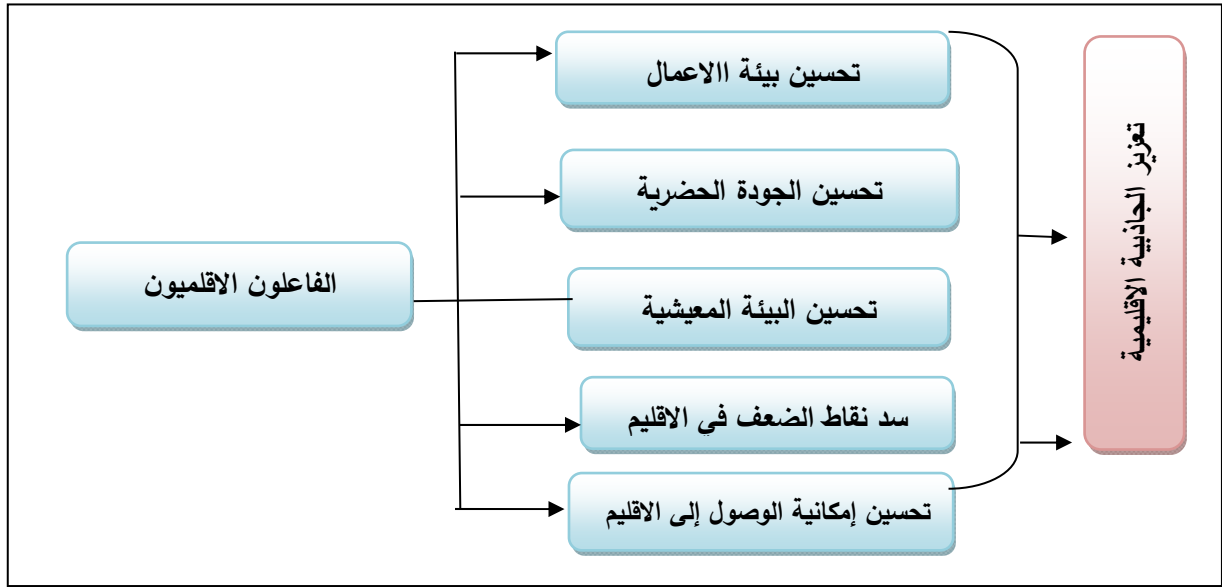 الفاعلون الاقلميون
تحسين بيئة االاعمال
تحسين الجودة الحضرية
تحسين البيئة المعيشية
سد نقاط الضعف في الاقليم
تحسين إمكانية الوصول إلى الاقليم
تعزيز الجاذبية الاقليمية